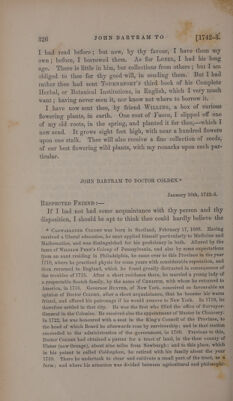 326 JOHN BARTRAM TO [1742-3.
I had read before; but now, by thy favour, I have them my
own; before, I borrowed them. As for LINDEN, I had his long
ago. There is little in him, but collections from others; but I am
obliged to thee for thy good will, in sending them. But I had
rather thee had sent TOURNEFORT's third book of his Complete
Herbal, or Botanical Institutions, in English, which I very much
want; having never seen it, nor know not where to borrow it.
I have now sent thee, by friend WILLING, a box of curious
flowering plants, in earth. One root of I slipped off one
of my old roots, in the spring, and planted it for thee,—which I
now send. It grows eight feet high, with near a hundred flowers
upon one stalk. Thee will also receive a fine collection of seeds,
of our best flowering wild plants, with my remarks upon each par-
ticular.
JOHN BARTRAM TO DOCTOR COLDEN.*
January 1742-3.
RESPECTED FRIEND:—
If I had not had some acquaintance with thy person and thy
disposition, I should be apt to think thee could hardly believe the
* CADWALLADER COLDEN was born in Scotland, February 17, 1688. Having
received a liberal education, he soon applied himself particularly to Medicine and
Mathematics, and was distinguished for his proficiency in both. Allured by the
fame of WILLIAM PENN's Colony of Pennsylvania, and also by some expectations
from an aunt residing in Philadelphia, he came over to this Province in the year
1710, where he practised physic for some years with considerable reputation, and
then returned to England, which he found greatly distracted in consequence of
the troubles of 1715. After a short residence there, he married a young lady of
a respectable Scotch family, by the name of CHRISTIE, with whom he returned to
America, in 1716. Governor HUNTER, of New York, conceived so favourable an
opinion of Doctor COLDEN, after a short acquaintance, that he became his warm
friend, and offered his patronage if he would remove to New York. In 1718, he
therefore settled in that city. He was the first who filled the office of Surveyor-
General in the Colonies. He received also the appointment of Master in Chancery.
In 1722, he was honoured with a seat in the King's Council of the Province, to
the head of which Board he afterwards rose by survivorship; and in that station
succeeded to the administration of the government, in 1760. Previous to this,
Doctor COLDEN had obtained a patent for a tract of land, in the then county of
Ulster (now Orange), about nine miles from Newburgh; and to this place, which
in his patent is called Coldengham, he retired with his family about the year
1739. There he undertook to clear and cultivate a small part of the tract, as a
farm; and where his attention was divided between agricultural and philosophi-